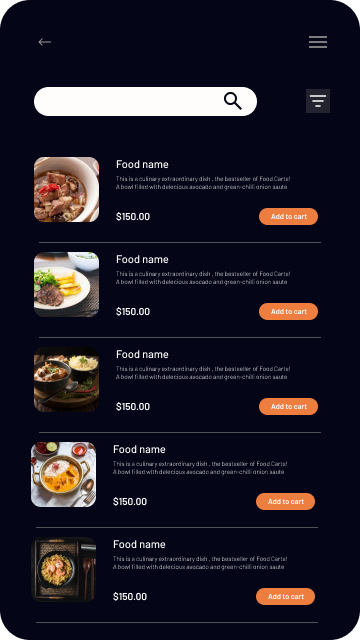 Food name
This is a culinary extraordinary dish , the bestseller of Food Carte!
A bowl filled with delecious avocado and green-chilli onion saute
$150.00
Add to cart
Food name
This is a culinary extraordinary dish , the bestseller of Food Carte!
A bowl filled with delecious avocado and green-chilli onion saute
$150.00
Add to cart
Food name
This is a culinary extraordinary dish , the bestseller of Food Carte!
A bowl filled with delecious avocado and green-chilli onion saute
$150.00
Add to cart
Food name
This is a culinary extraordinary dish , the bestseller of Food Carte!
A bowl filled with delecious avocado and green-chilli onion saute
$150.00
Add to cart
Food name
This is a culinary extraordinary dish , the bestseller of Food Carte!
A bowl filled with delecious avocado and green-chilli onion saute
$150.00
Add to cart